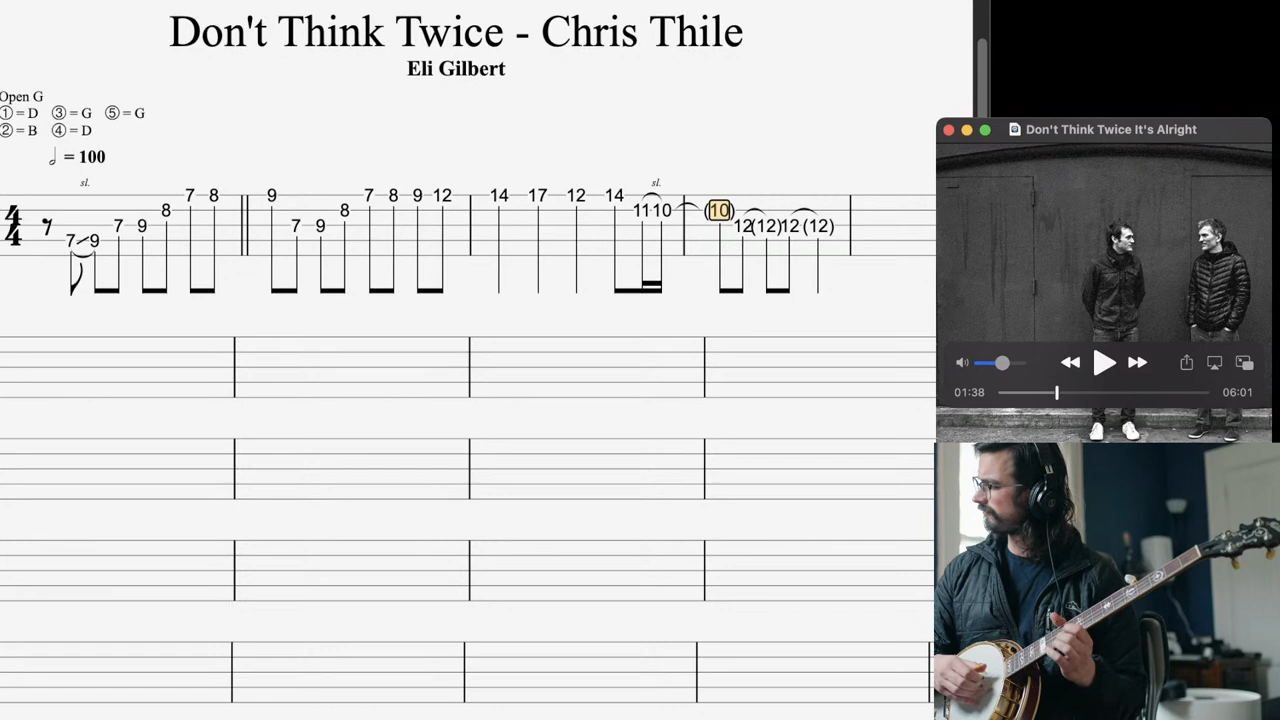 Don't Think Twice - Chris Thile
Eli Gilbert
Open G
① = D ③ = G ⑤ = G
② = B ④ = D
𝅗𝅥 = 100
sl. sl.
4 4
7 9 7 9 8 7 8 9 7 9 8 7 8 9 12 14 17 12 14 11 10 (10) 12 (12) 12 (12)
Don't Think Twice It's Alright
01:38 06:01